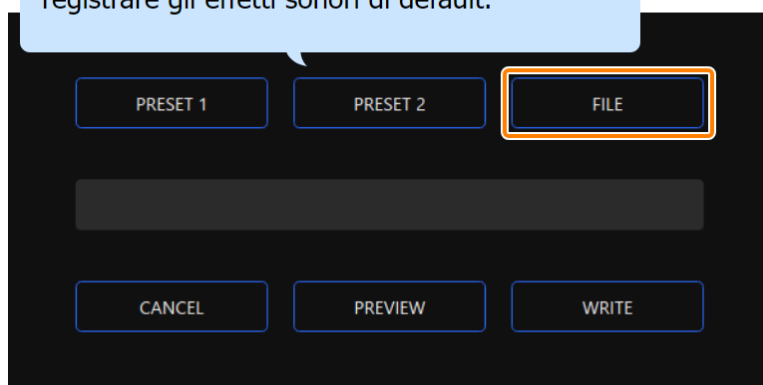 registrare gli effetti sonori di default.
PRESET 1 PRESET 2 FILE
CANCEL PREVIEW WRITE